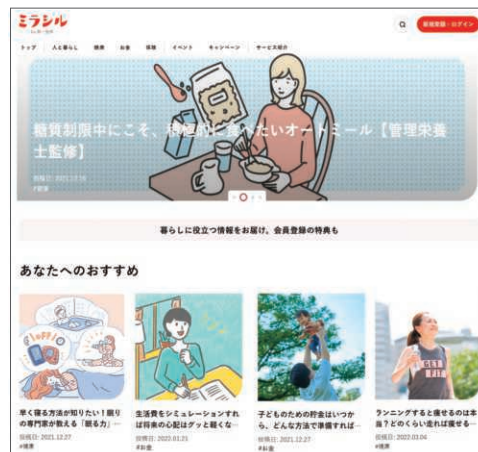 ミラシル
新規登録・ログイン
トップ 人と暮らし 健康 お金 保険 イベント キャンペーン サービス紹介
糖質制限中にこそ、積極的に食べたいオートミール【管理栄養
士監修】
#健康
暮らしに役立つ情報をお届け。会員登録の特典も
あなたへのおすすめ
早く寝る方法が知りたい！眠り
の専門家が教える「眠る力」…
投稿日: 2021.12.27
#健康
生活費をシミュレーションすれ
ば将来の心配はグッと軽くな…
投稿日: 2022.01.21
#お金
子どものための貯金はいつか
ら、どんな方法で準備すれば…
投稿日: 2021.12.27
#お金
GET
FIT
ランニングすると痩せるのは本
当？どのくらい走れば痩せる…
投稿日: 2022.03.04
#健康